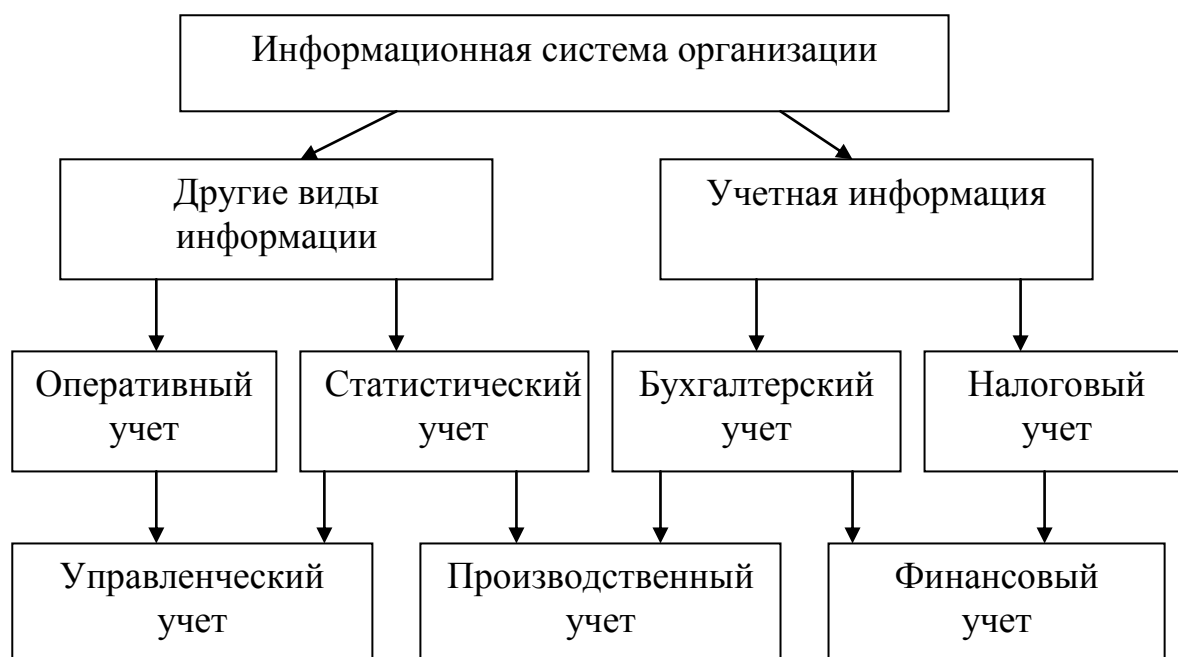 Информационная система организации
Другие виды
информации
Учетная информация
Оперативный
учет
Статистический
учет
Бухгалтерский
учет
Налоговый
учет
Управленческий
учет
Производственный
учет
Финансовый
учет